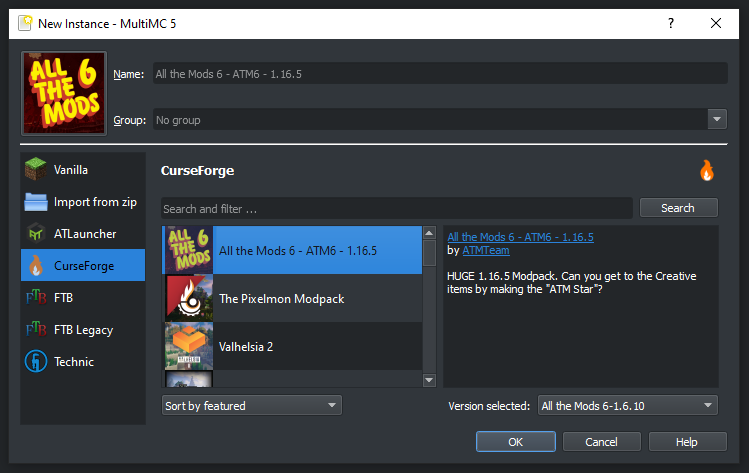 New Instance - MultiMC 5
ALL
THE 6
MODS
Name: All the Mods 6 - ATM6 - 1.16.5
Group: No group
Vanilla
Import from zip
ATLauncher
CurseForge
FTB
FTB Legacy
Technic
CurseForge
Search and filter ...
Search
ALL
THE 6
MODS
All the Mods 6 - ATM6 - 1.16.5
The Pixelmon Modpack
Valhelsia 2
All the Mods 6 - ATM6 - 1.16.5
by ATMTeam
HUGE 1.16.5 Modpack. Can you get to the Creative
items by making the "ATM Star"?
Sort by featured
Version selected: All the Mods 6-1.6.10
OK
Cancel
Help